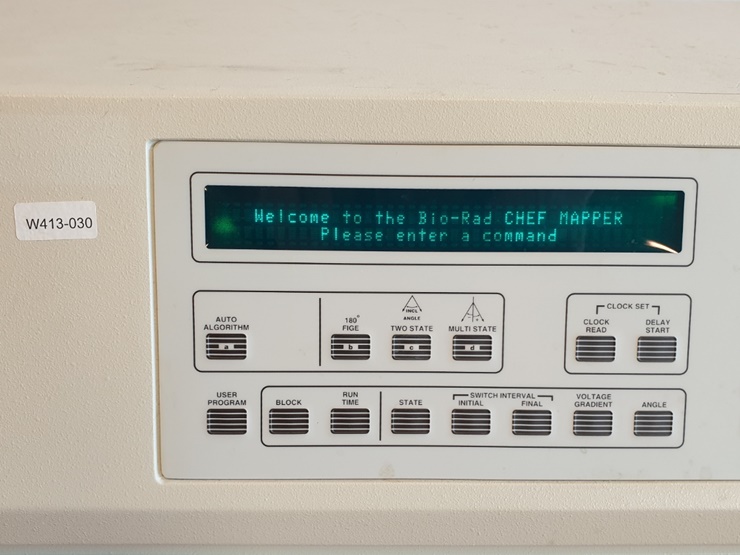 W413-030
Welcome to the Bio-Rad CHEF MAPPER
Please enter a command
AUTO
ALGORITHM
a
180°
FIGE
b
INCL
ANGLE
TWO STATE
c
MULTI STATE
d
CLOCK SET
CLOCK
READ
DELAY
START
USER
PROGRAM
BLOCK
RUN
TIME
STATE
SWITCH INTERVAL
INITIAL
FINAL
VOLTAGE
GRADIENT
ANGLE